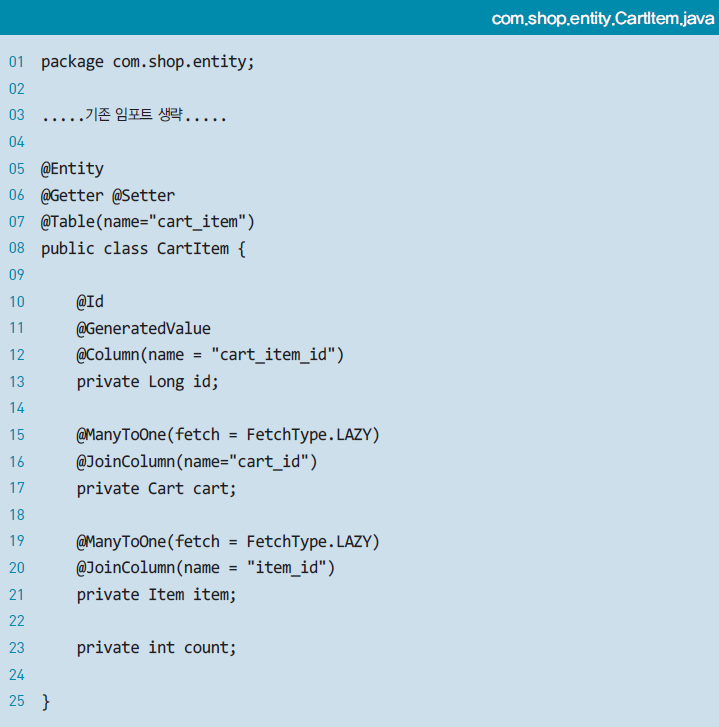 com.shop.entity.CartItem.java
01 package com.shop.entity;
02
03 .....기존 임포트 생략.....
04
05 @Entity
06 @Getter @Setter
07 @Table(name="cart_item")
08 public class CartItem {
09
10     @Id
11     @GeneratedValue
12     @Column(name = "cart_item_id")
13     private Long id;
14
15     @ManyToOne(fetch = FetchType.LAZY)
16     @JoinColumn(name="cart_id")
17     private Cart cart;
18
19     @ManyToOne(fetch = FetchType.LAZY)
20     @JoinColumn(name = "item_id")
21     private Item item;
22
23     private int count;
24
25 }